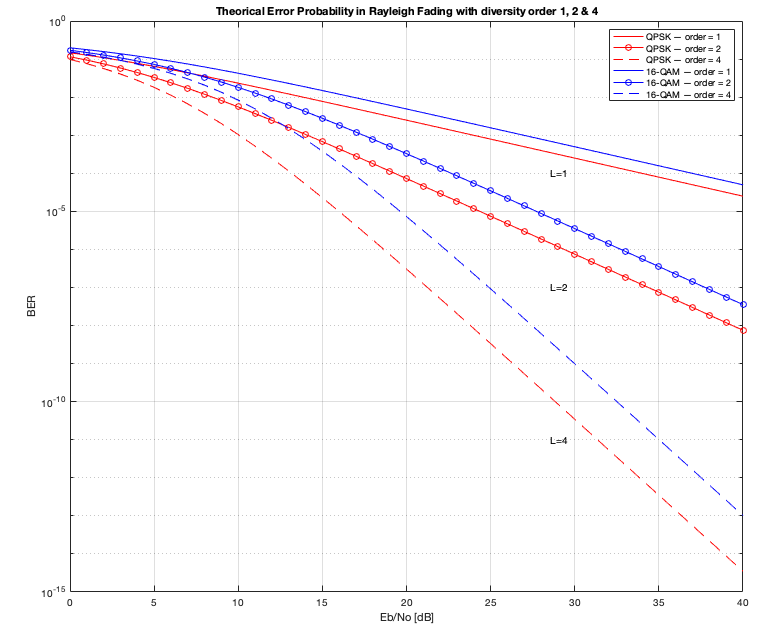 Theorical Error Probability in Rayleigh Fading with diversity order 1, 2 & 4
QPSK — order = 1
QPSK — order = 2
QPSK — order = 4
16-QAM — order = 1
16-QAM — order = 2
16-QAM — order = 4
10^0
10^-5
10^-10
10^-15
BER
L=1
L=2
L=4
0 5 10 15 20 25 30 35 40
Eb/No [dB]